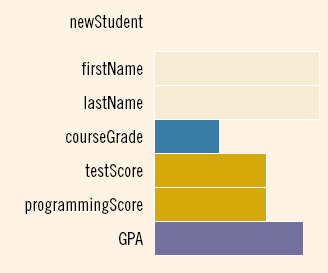 newStudent
firstName
lastName
courseGrade
testScore
programmingScore
GPA